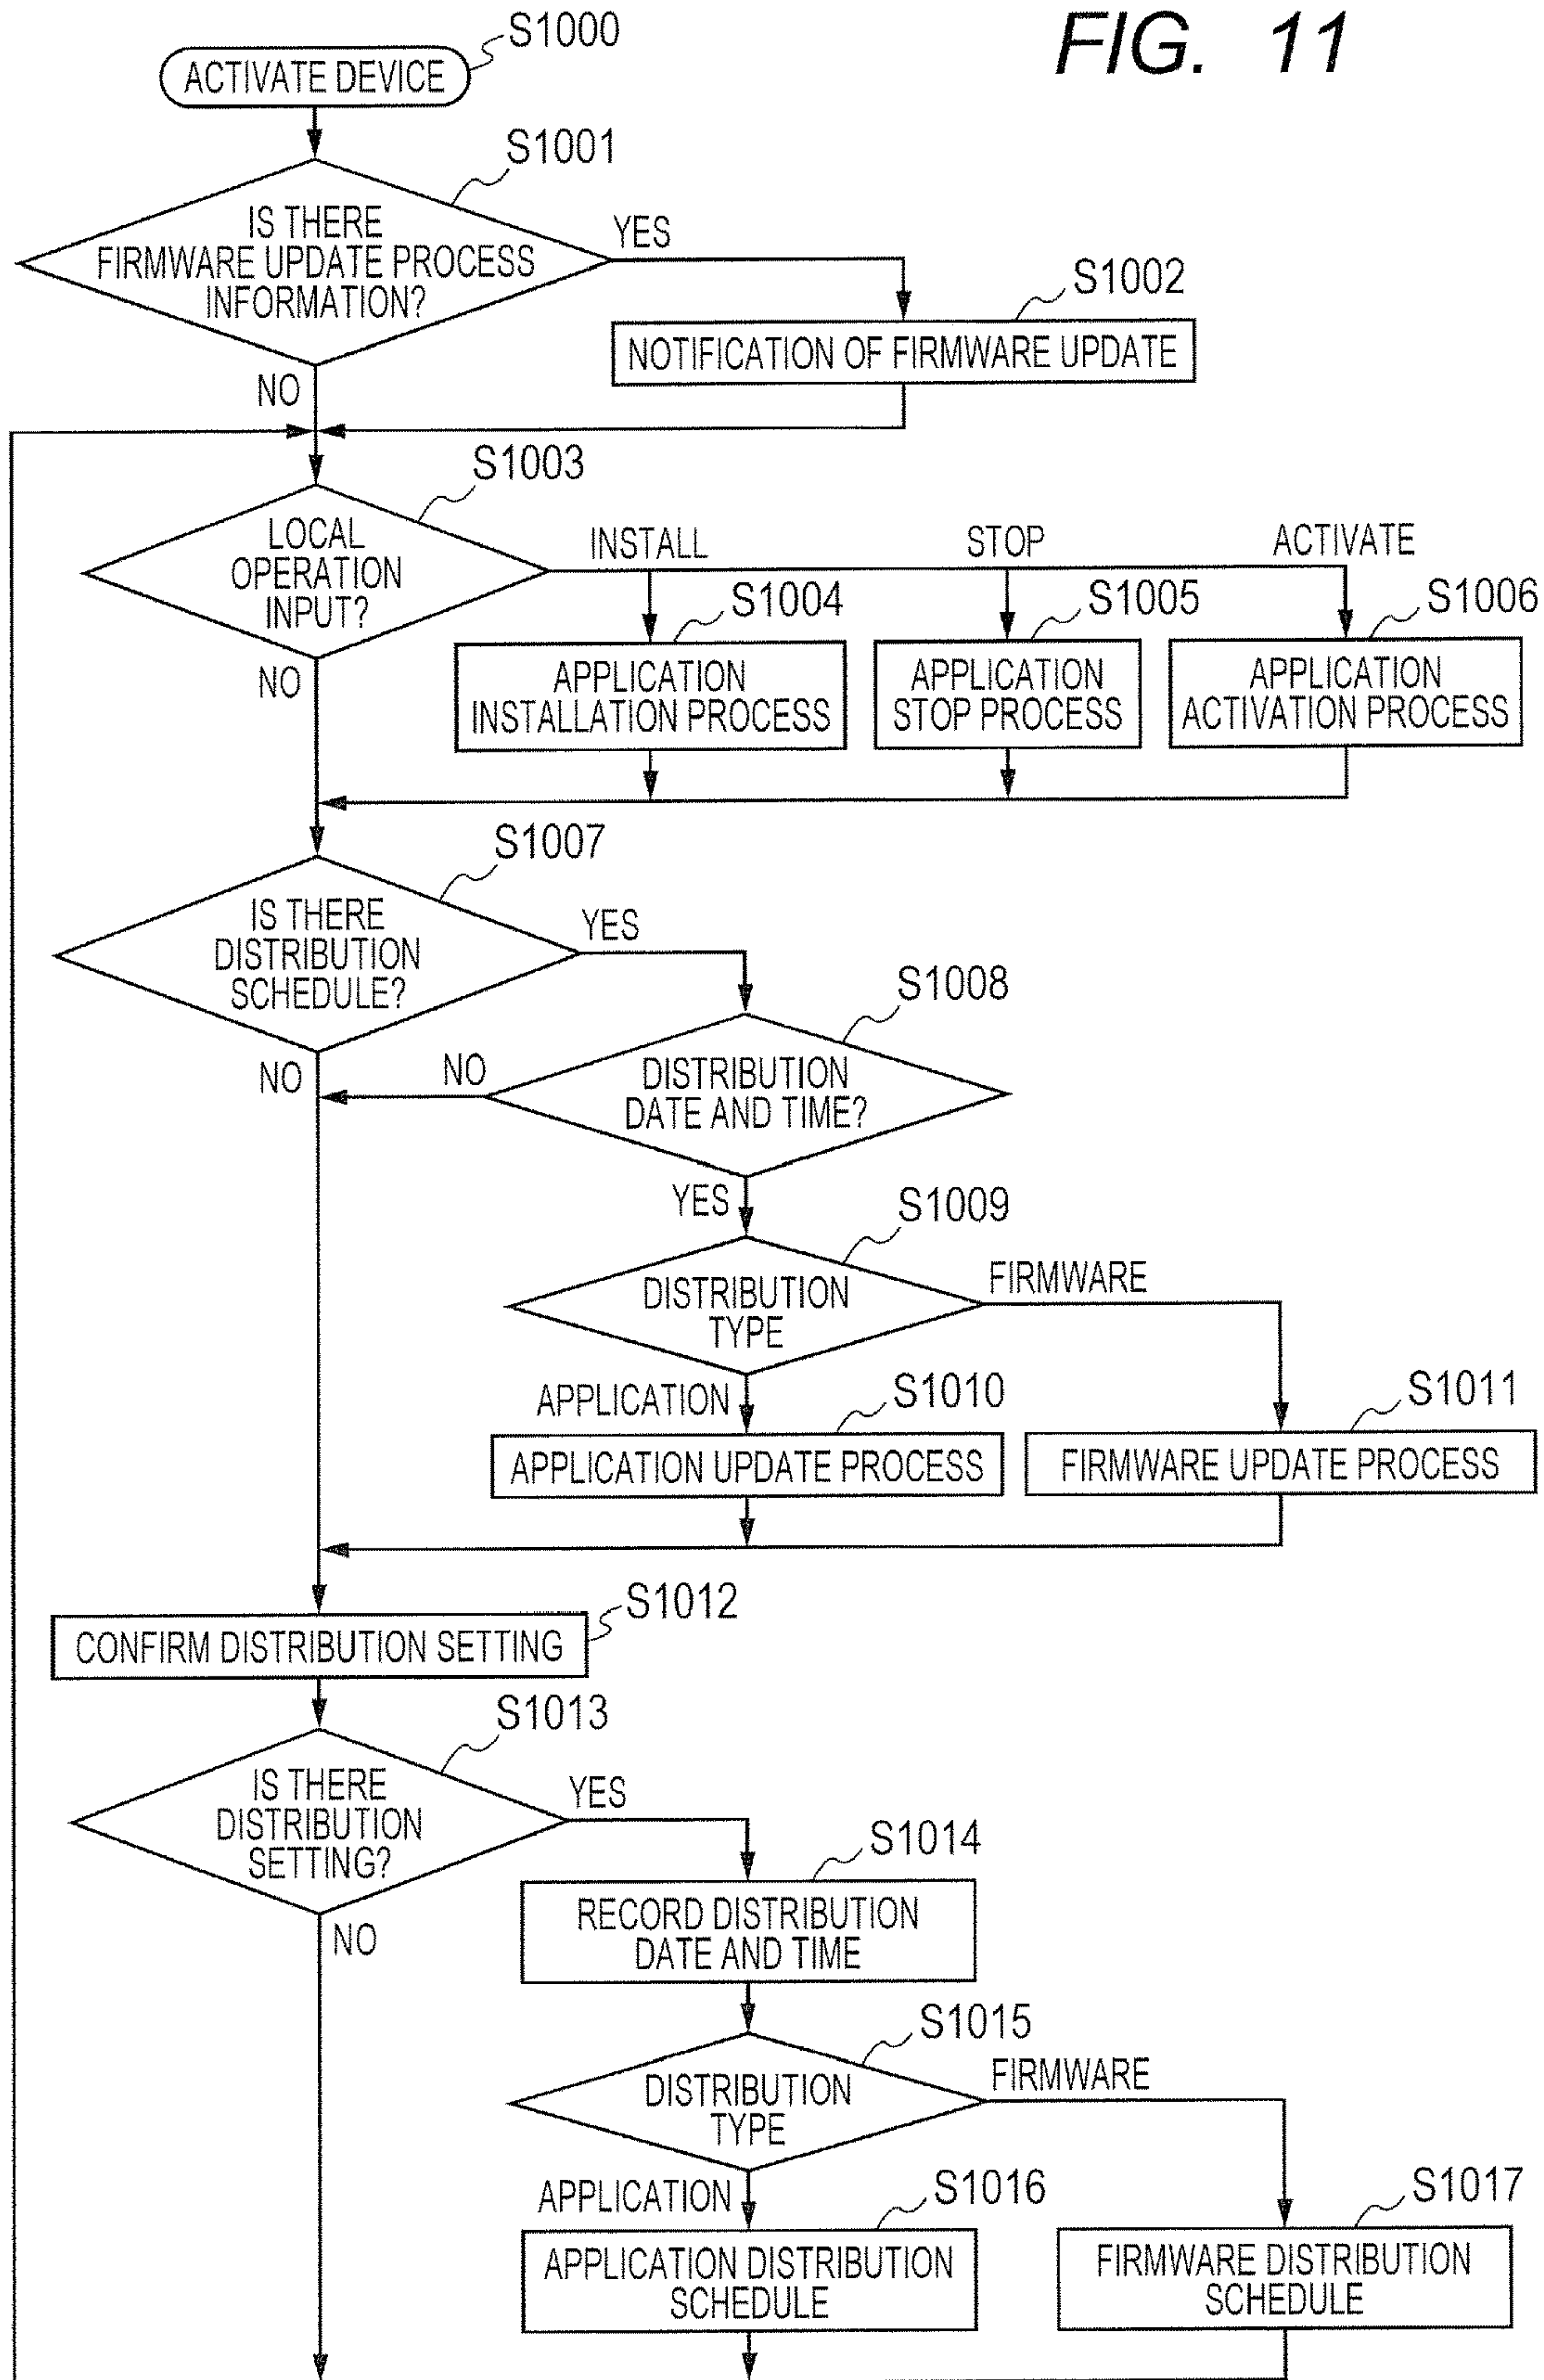 FIG. 11
S1000
ACTIVATE DEVICE
S1001
IS THERE
FIRMWARE UPDATE PROCESS
INFORMATION?
YES
S1002
NOTIFICATION OF FIRMWARE UPDATE
NO
S1003
LOCAL
OPERATION
INPUT?
INSTALL
STOP
ACTIVATE
S1004
S1005
S1006
APPLICATION
INSTALLATION PROCESS
APPLICATION
STOP PROCESS
APPLICATION
ACTIVATION PROCESS
NO
S1007
IS THERE
DISTRIBUTION
SCHEDULE?
YES
S1008
NO
NO
DISTRIBUTION
DATE AND TIME?
YES
S1009
DISTRIBUTION
TYPE
FIRMWARE
APPLICATION
S1010
S1011
APPLICATION UPDATE PROCESS
FIRMWARE UPDATE PROCESS
S1012
CONFIRM DISTRIBUTION SETTING
S1013
IS THERE
DISTRIBUTION
SETTING?
YES
S1014
NO
RECORD DISTRIBUTION
DATE AND TIME
S1015
DISTRIBUTION
TYPE
FIRMWARE
APPLICATION
S1016
S1017
APPLICATION DISTRIBUTION
SCHEDULE
FIRMWARE DISTRIBUTION
SCHEDULE